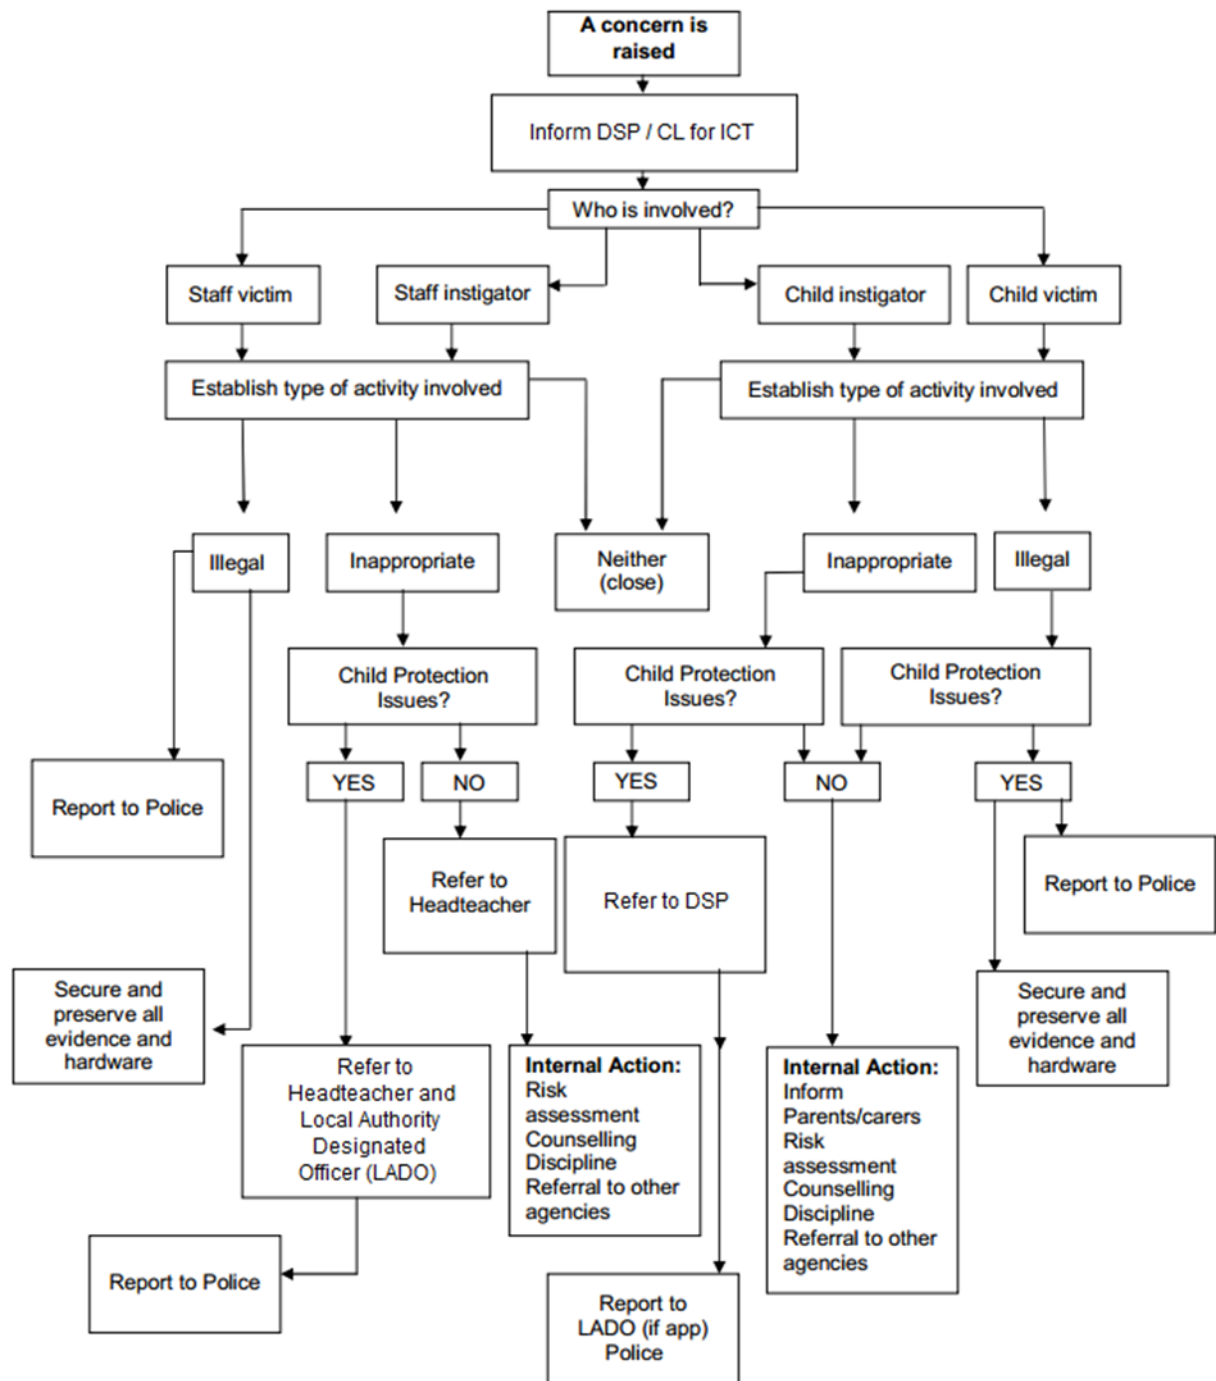 A concern is
raised
Inform DSP / CL for ICT
Who is involved?
Staff victim
Staff instigator
Child instigator
Child victim
Establish type of activity involved
Establish type of activity involved
Illegal
Inappropriate
Neither
(close)
Inappropriate
Illegal
Child Protection
Issues?
Child Protection
Issues?
Child Protection
Issues?
YES
NO
YES
NO
YES
Report to Police
Refer to
Headteacher
Refer to DSP
Report to Police
Secure and
preserve all
evidence and
hardware
Secure and
preserve all
evidence and
hardware
Refer to
Headteacher and
Local Authority
Designated
Officer (LADO)
Internal Action:
Risk
assessment
Counselling
Discipline
Referral to other
agencies
Internal Action:
Inform
Parents/carers
Risk
assessment
Counselling
Discipline
Referral to other
agencies
Report to Police
Report to
LADO (if app)
Police